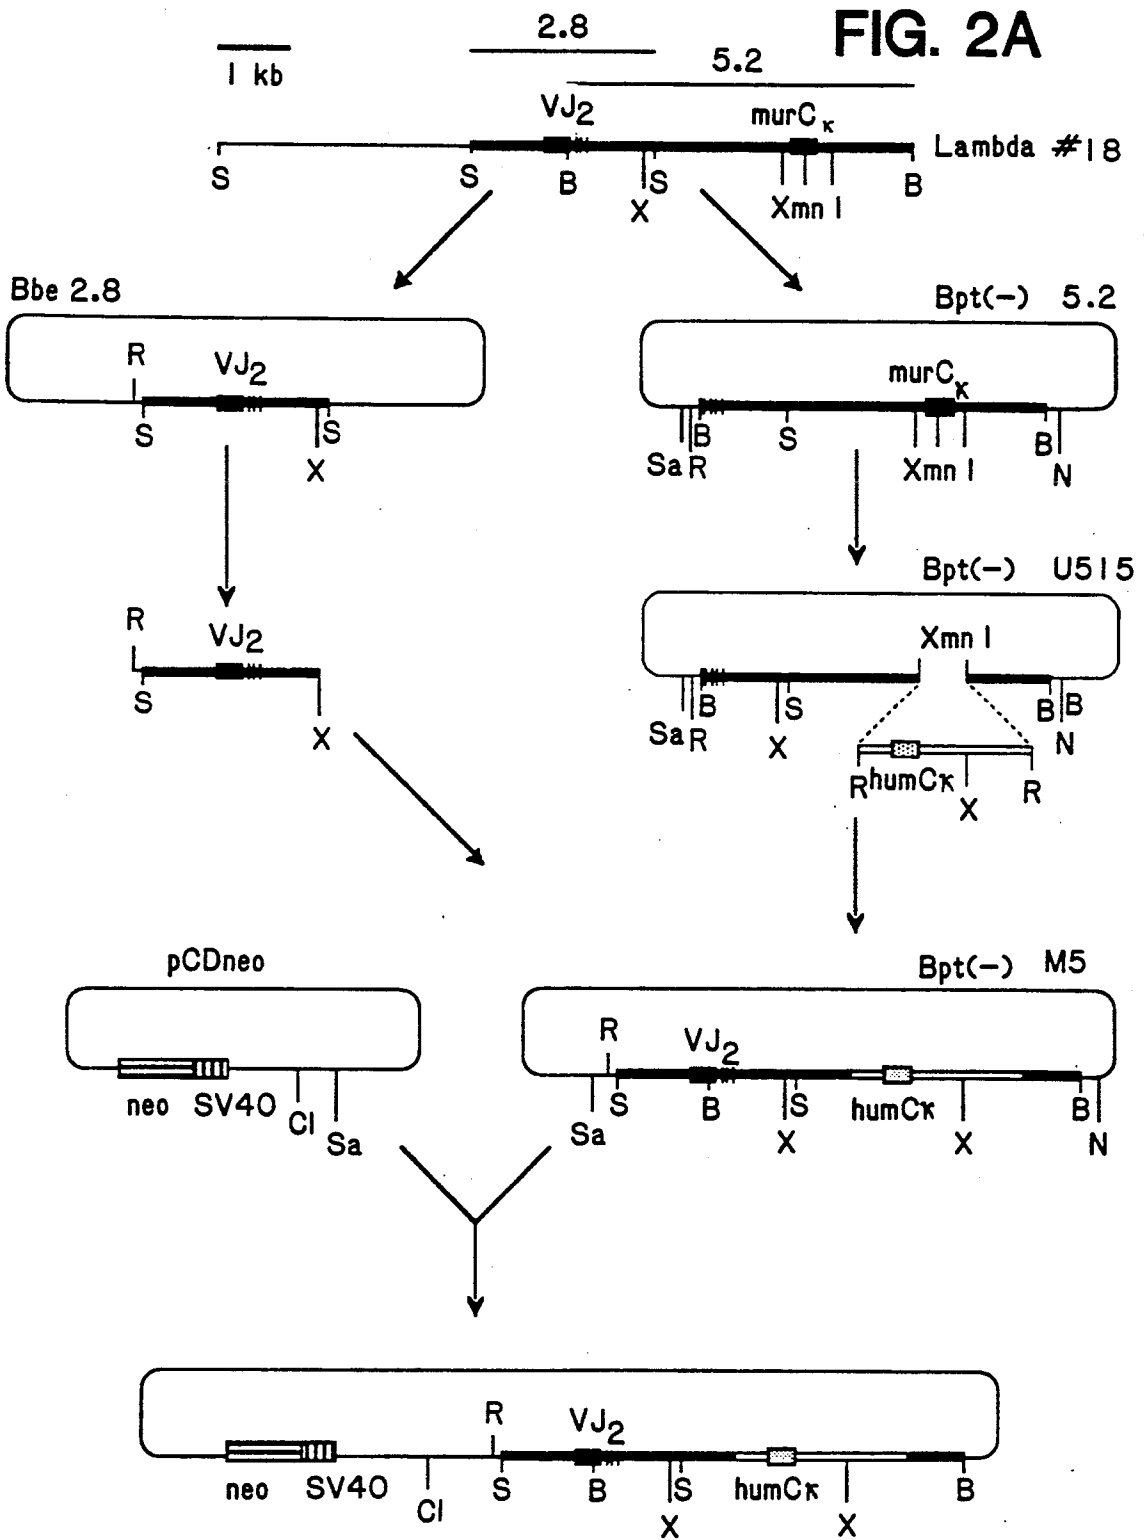 FIG. 2A
2.8
1 kb
5.2
VJ2
murCκ
Lambda #18
S S B X S Xmn I B
Bbe 2.8
Bpt(-) 5.2
R VJ2
murCκ
S S
X
B S B
Sa R Xmn I N
Bpt(-) U515
R VJ2
Xmn I
S
X
B S B B
Sa R X N
R humCκ X R
pCDneo
Bpt(-) M5
R VJ2
neo SV40 Cl Sa
S B S humCκ B
Sa X X N
R VJ2
neo SV40 Cl S B S humCκ B
X X